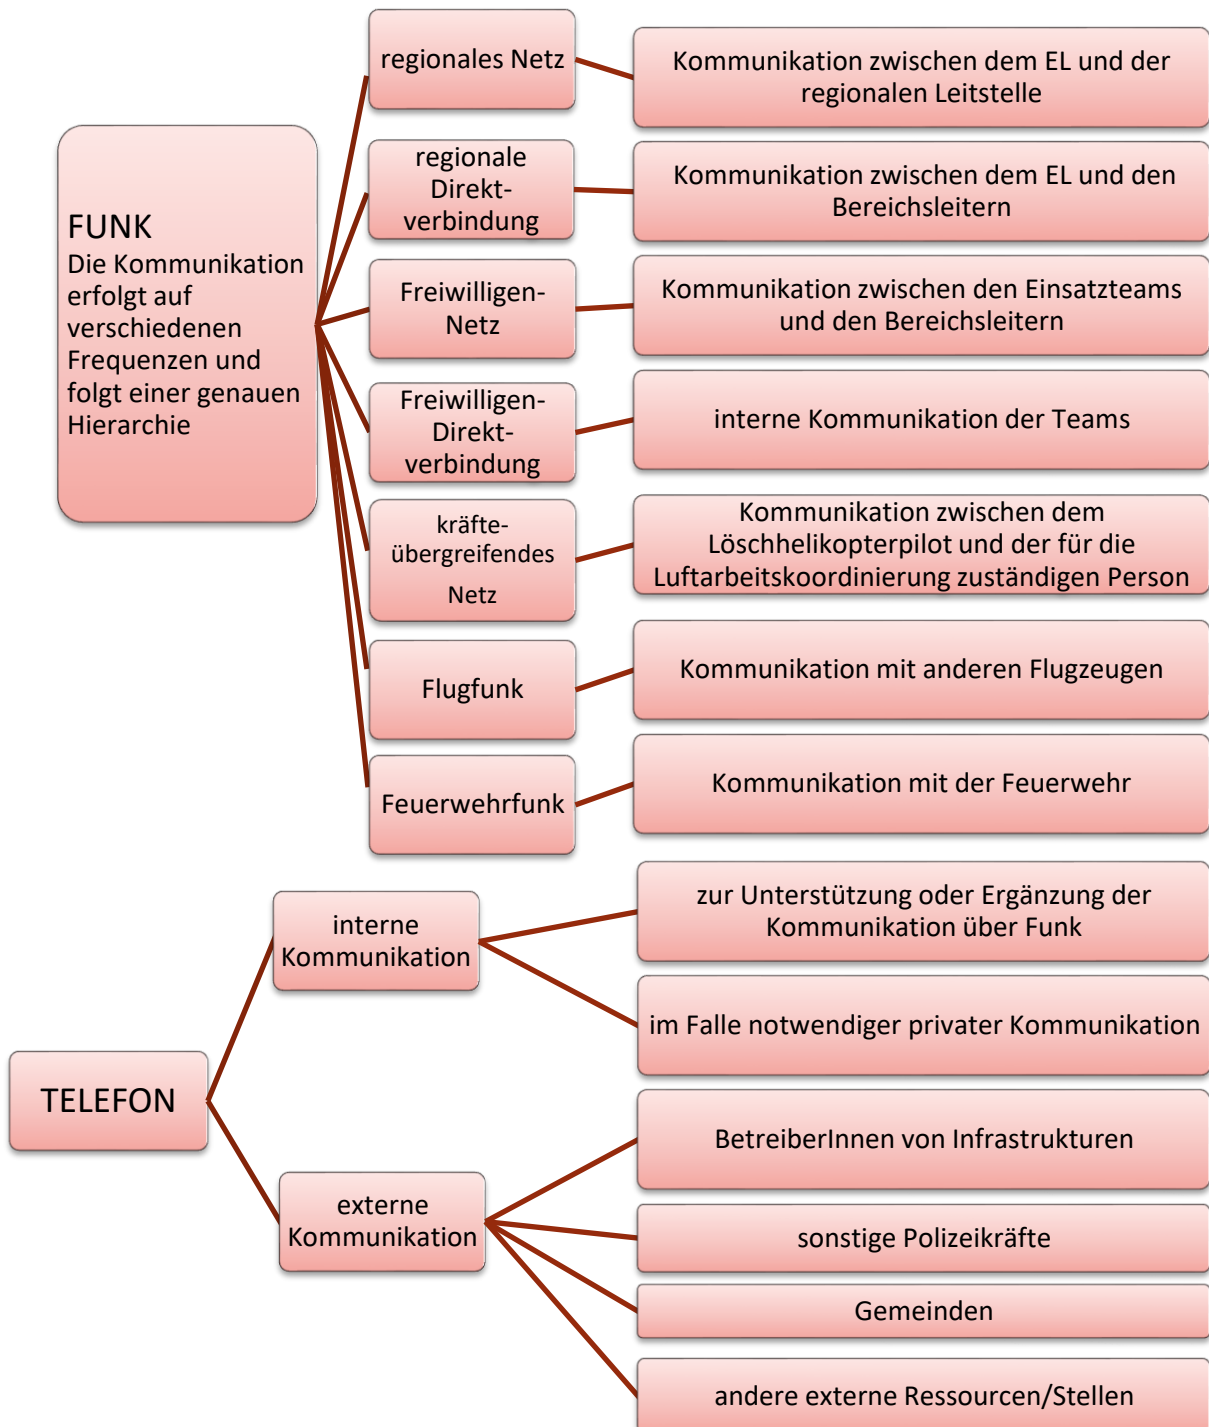 regionales Netz
Kommunikation zwischen dem EL und der
regionalen Leitstelle
FUNK
Die Kommunikation
erfolgt auf
verschiedenen
Frequenzen und
folgt einer genauen
Hierarchie
regionale
Direkt-
verbindung
Kommunikation zwischen dem EL und den
Bereichsleitern
Freiwilligen-
Netz
Kommunikation zwischen den Einsatzteams
und den Bereichsleitern
Freiwilligen-
Direkt-
verbindung
interne Kommunikation der Teams
kräfte-
übergreifendes
Netz
Kommunikation zwischen dem
Löschhelikopterpilot und der für die
Luftarbeitskoordinierung zuständigen Person
Flugfunk
Kommunikation mit anderen Flugzeugen
Feuerwehrfunk
Kommunikation mit der Feuerwehr
TELEFON
interne
Kommunikation
zur Unterstützung oder Ergänzung der
Kommunikation über Funk
im Falle notwendiger privater Kommunikation
externe
Kommunikation
BetreiberInnen von Infrastrukturen
sonstige Polizeikräfte
Gemeinden
andere externe Ressourcen/Stellen